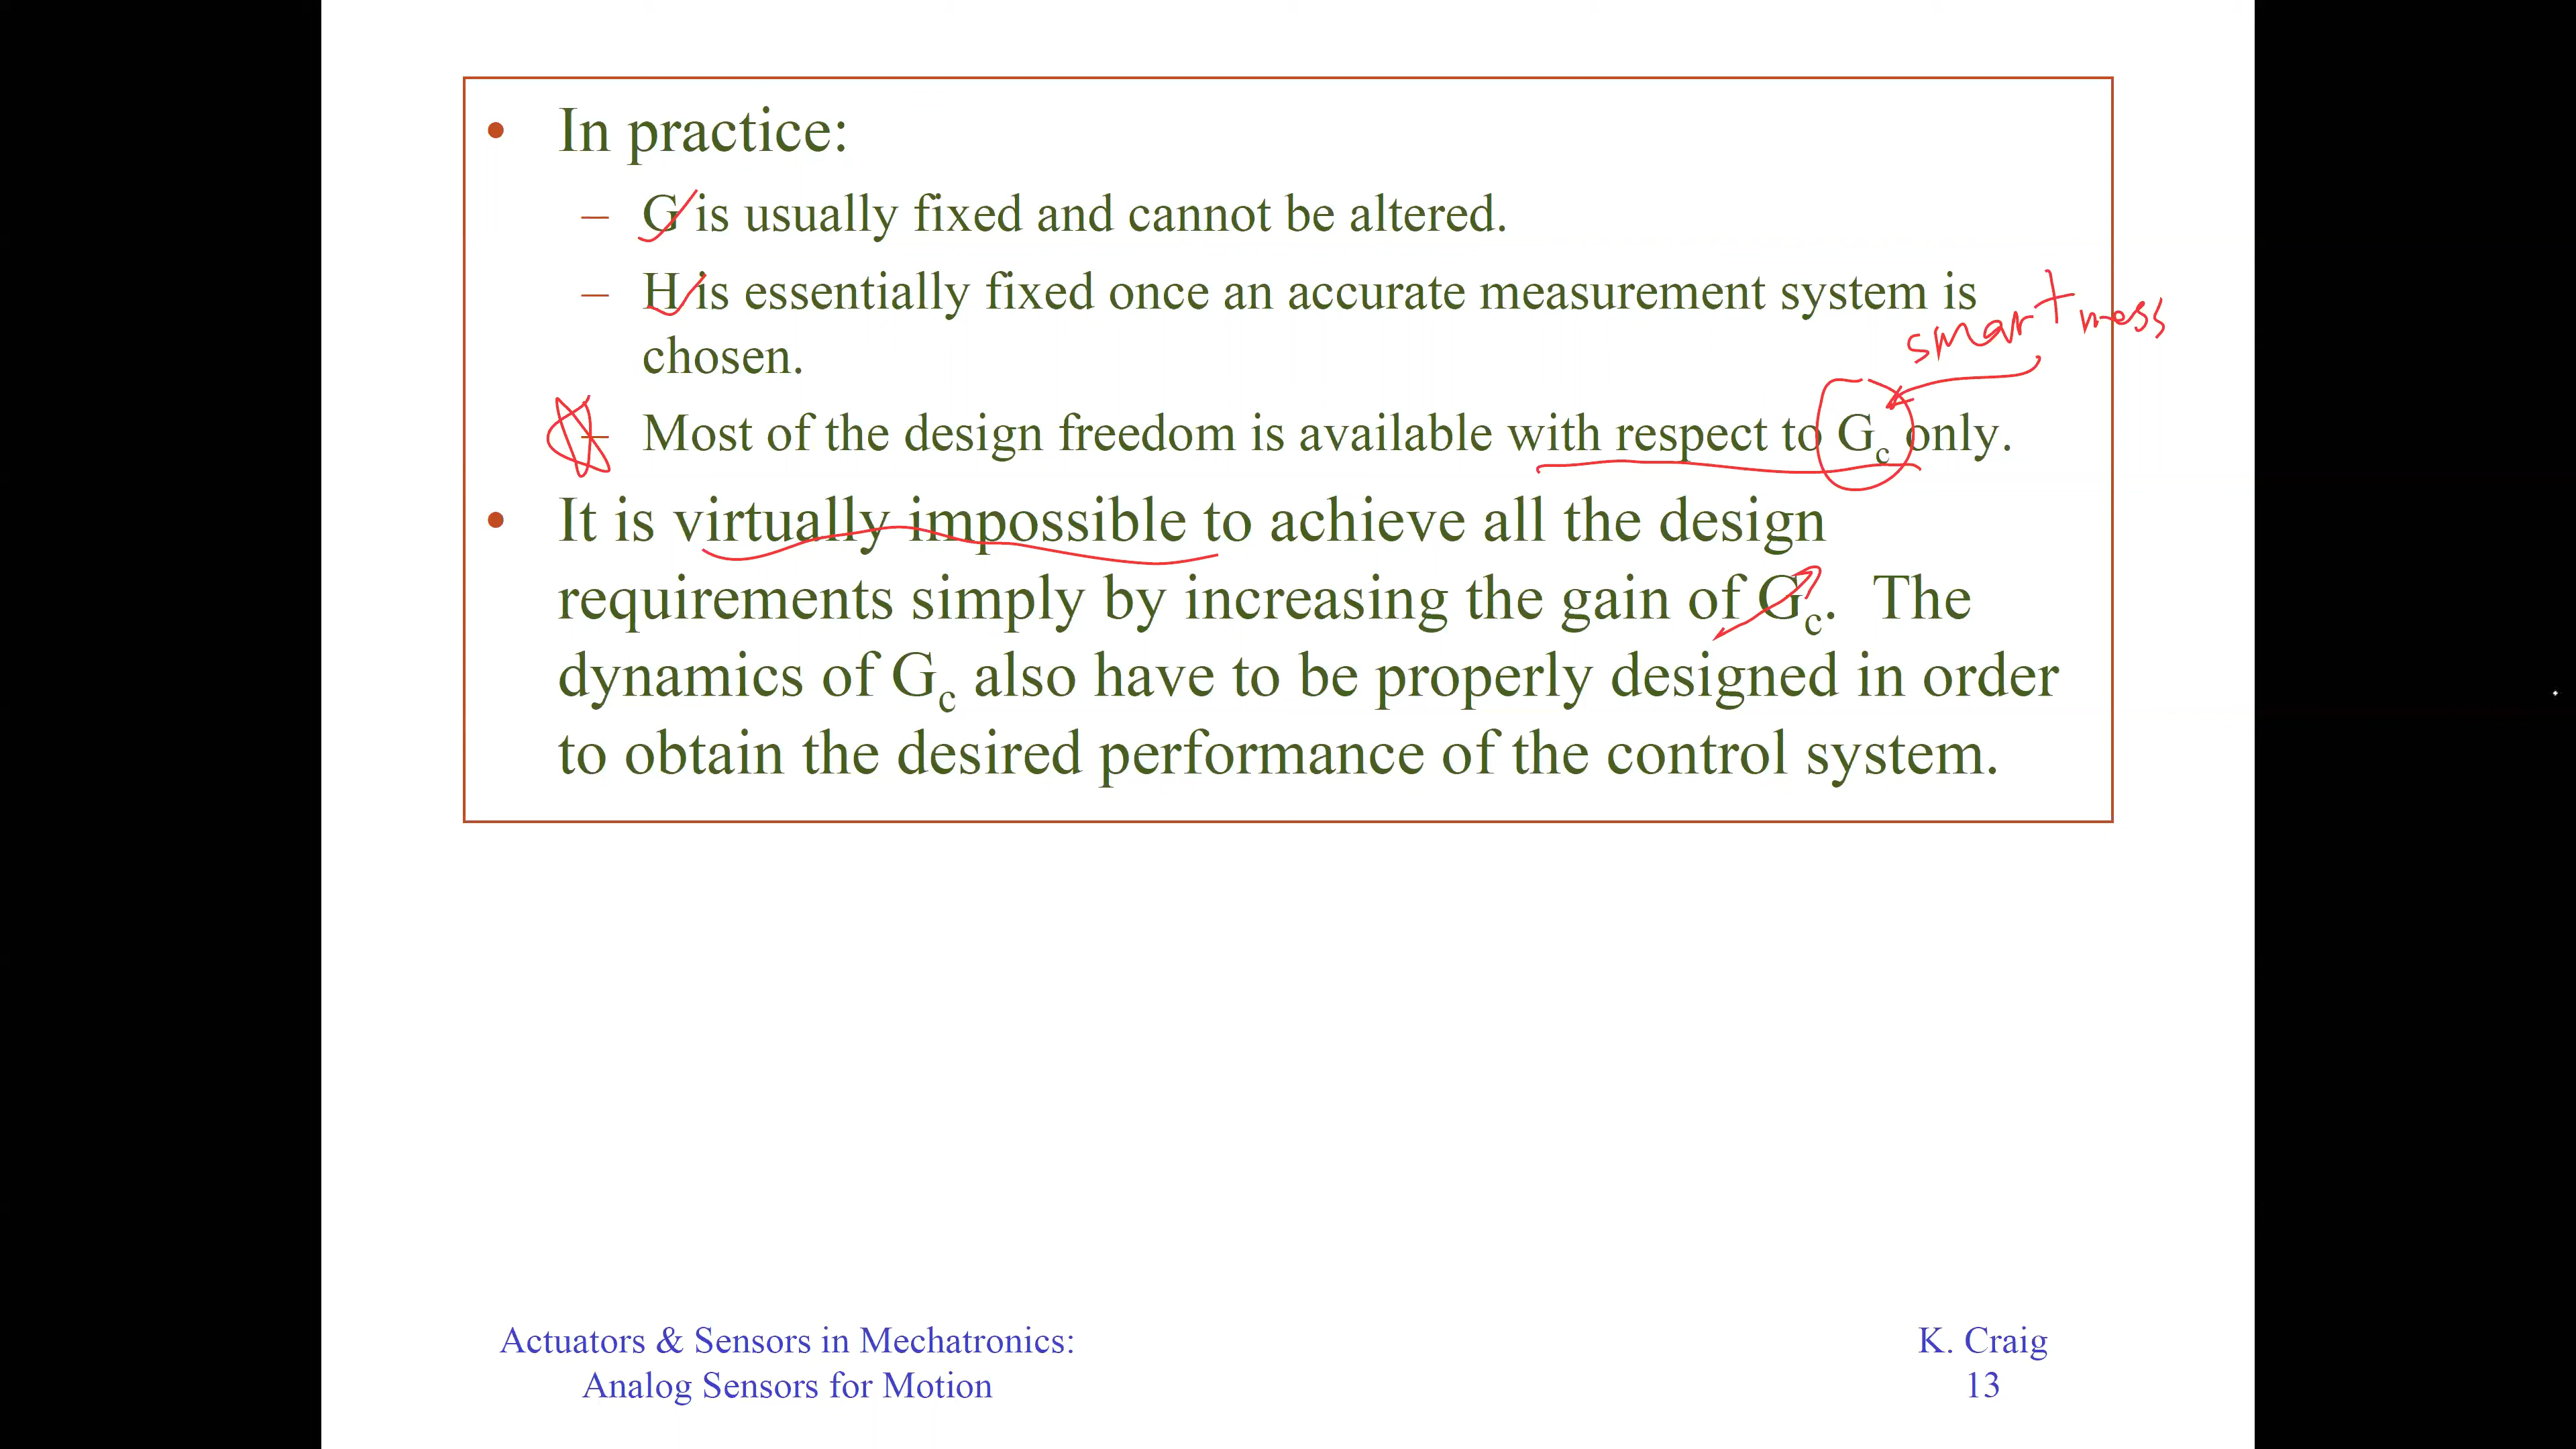 • In practice:
– G is usually fixed and cannot be altered.
– H is essentially fixed once an accurate measurement system is
chosen.
smartness
– Most of the design freedom is available with respect to Gc only.
• It is virtually impossible to achieve all the design
requirements simply by increasing the gain of Gc. The
dynamics of Gc also have to be properly designed in order
to obtain the desired performance of the control system.
Actuators & Sensors in Mechatronics:
Analog Sensors for Motion
K. Craig
13